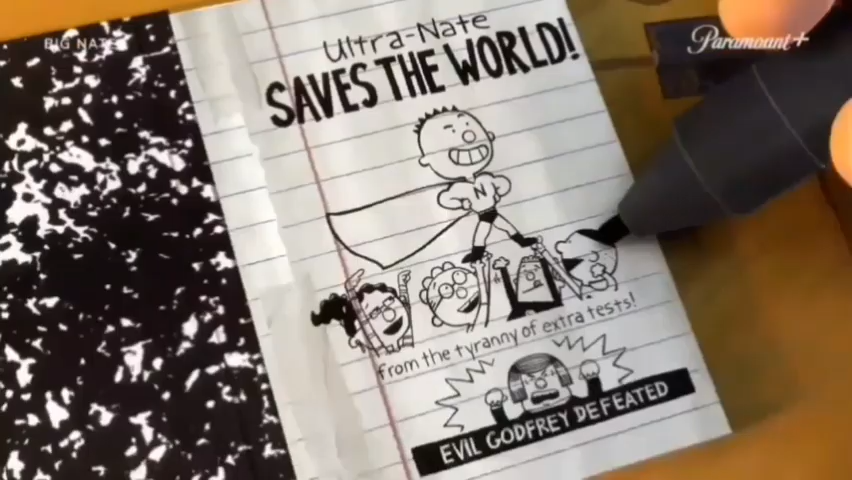 BIG NATE
Paramount+
Ultra-Nate
SAVES THE WORLD!
N
from the tyranny of extra tests!
EVIL GODFREY DEFEATED